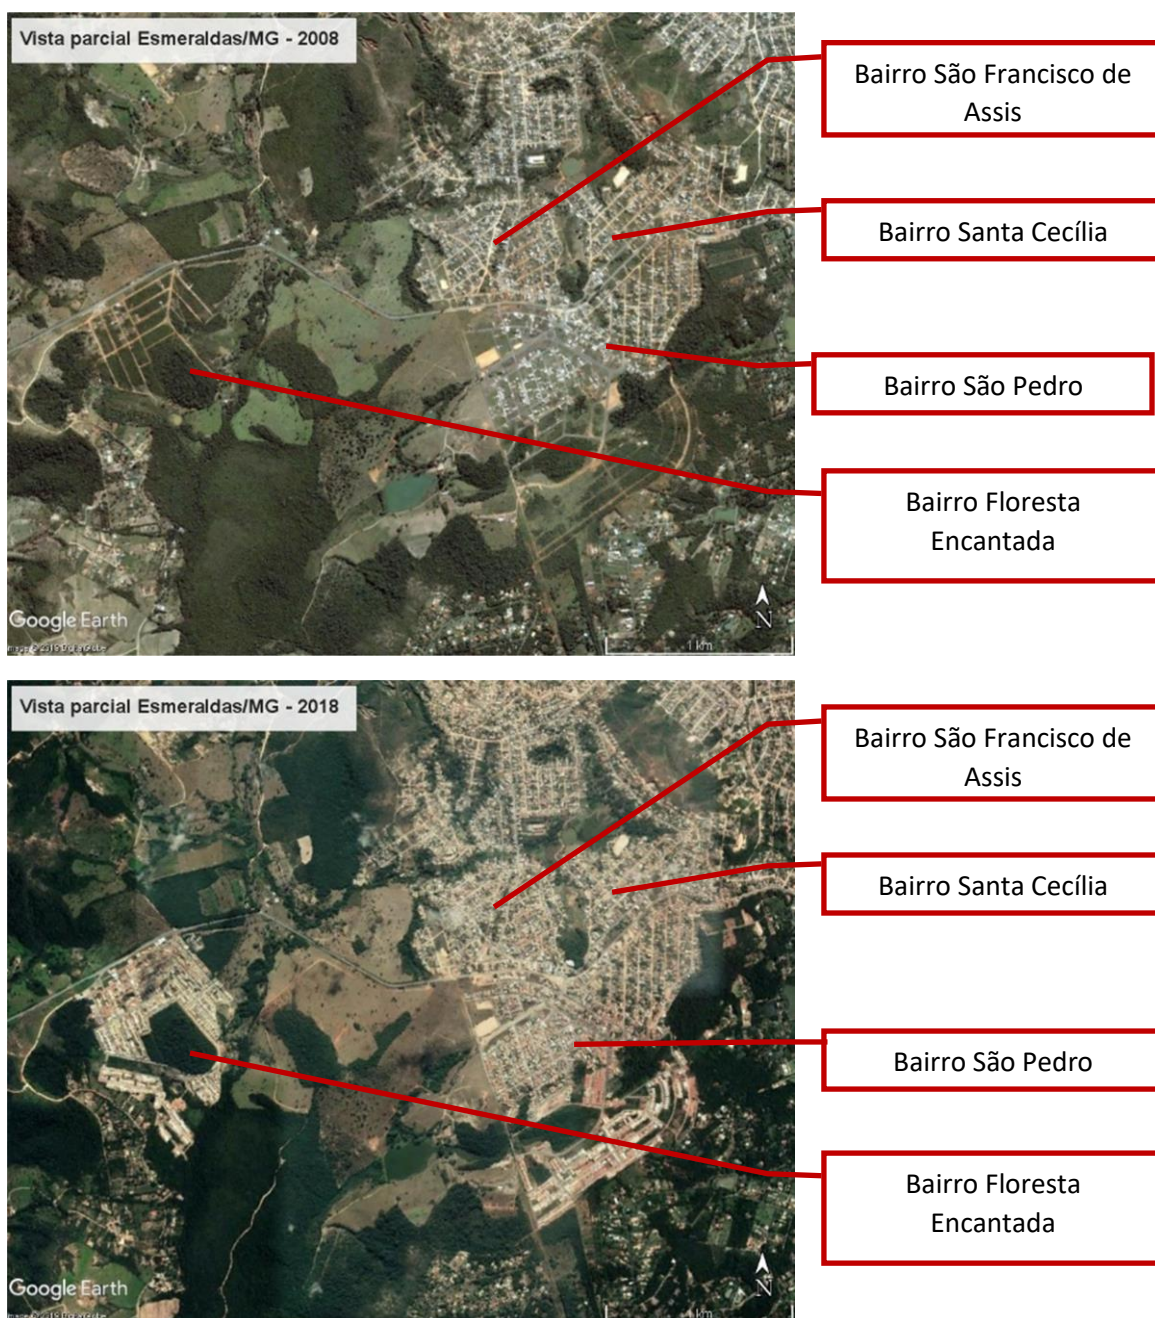 Vista parcial Esmeraldas/MG - 2008
Bairro São Francisco de
Assis
Bairro Santa Cecília
Bairro São Pedro
Bairro Floresta
Encantada
Google Earth
N
1 km
Vista parcial Esmeraldas/MG - 2018
Bairro São Francisco de
Assis
Bairro Santa Cecília
Bairro São Pedro
Bairro Floresta
Encantada
Google Earth
N
1 km